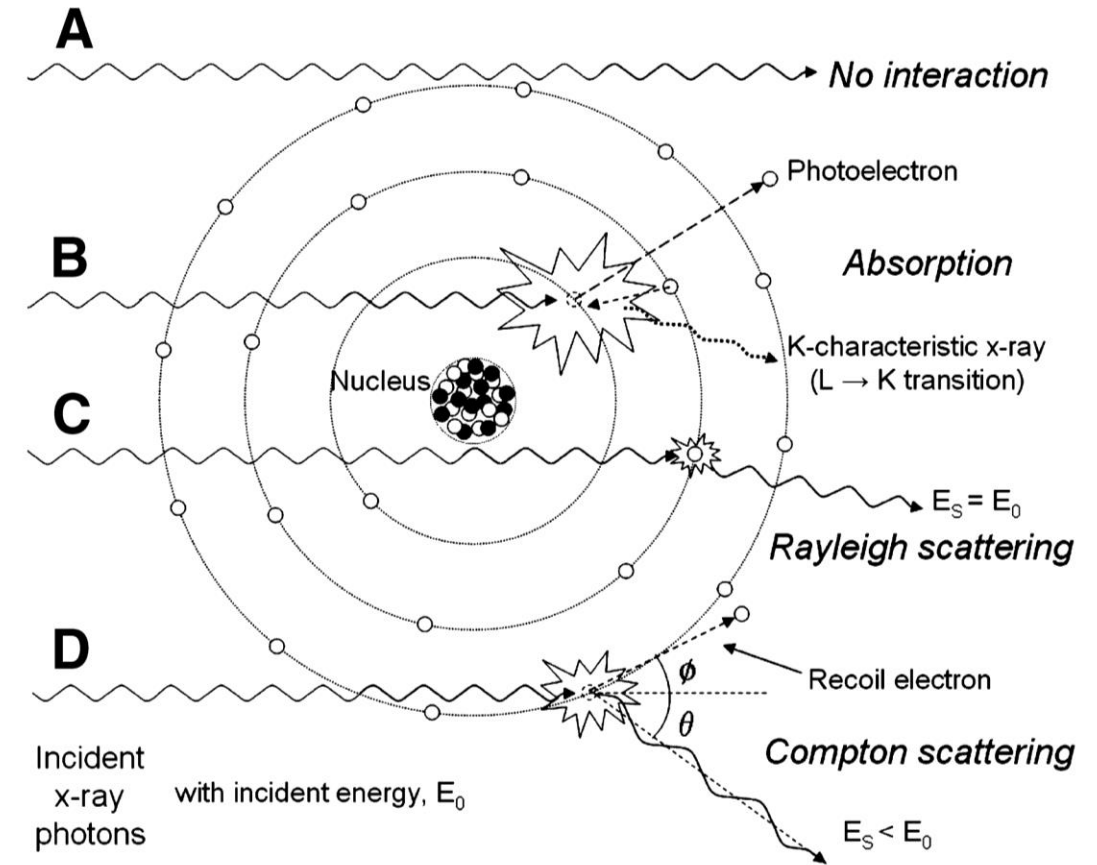 A
No interaction
Photoelectron
B
Absorption
K-characteristic x-ray
(L → K transition)
Nucleus
C
E_S = E_0
Rayleigh scattering
D
ϕ
Recoil electron
θ
Compton scattering
Incident
x-ray
photons
with incident energy, E_0
E_S < E_0